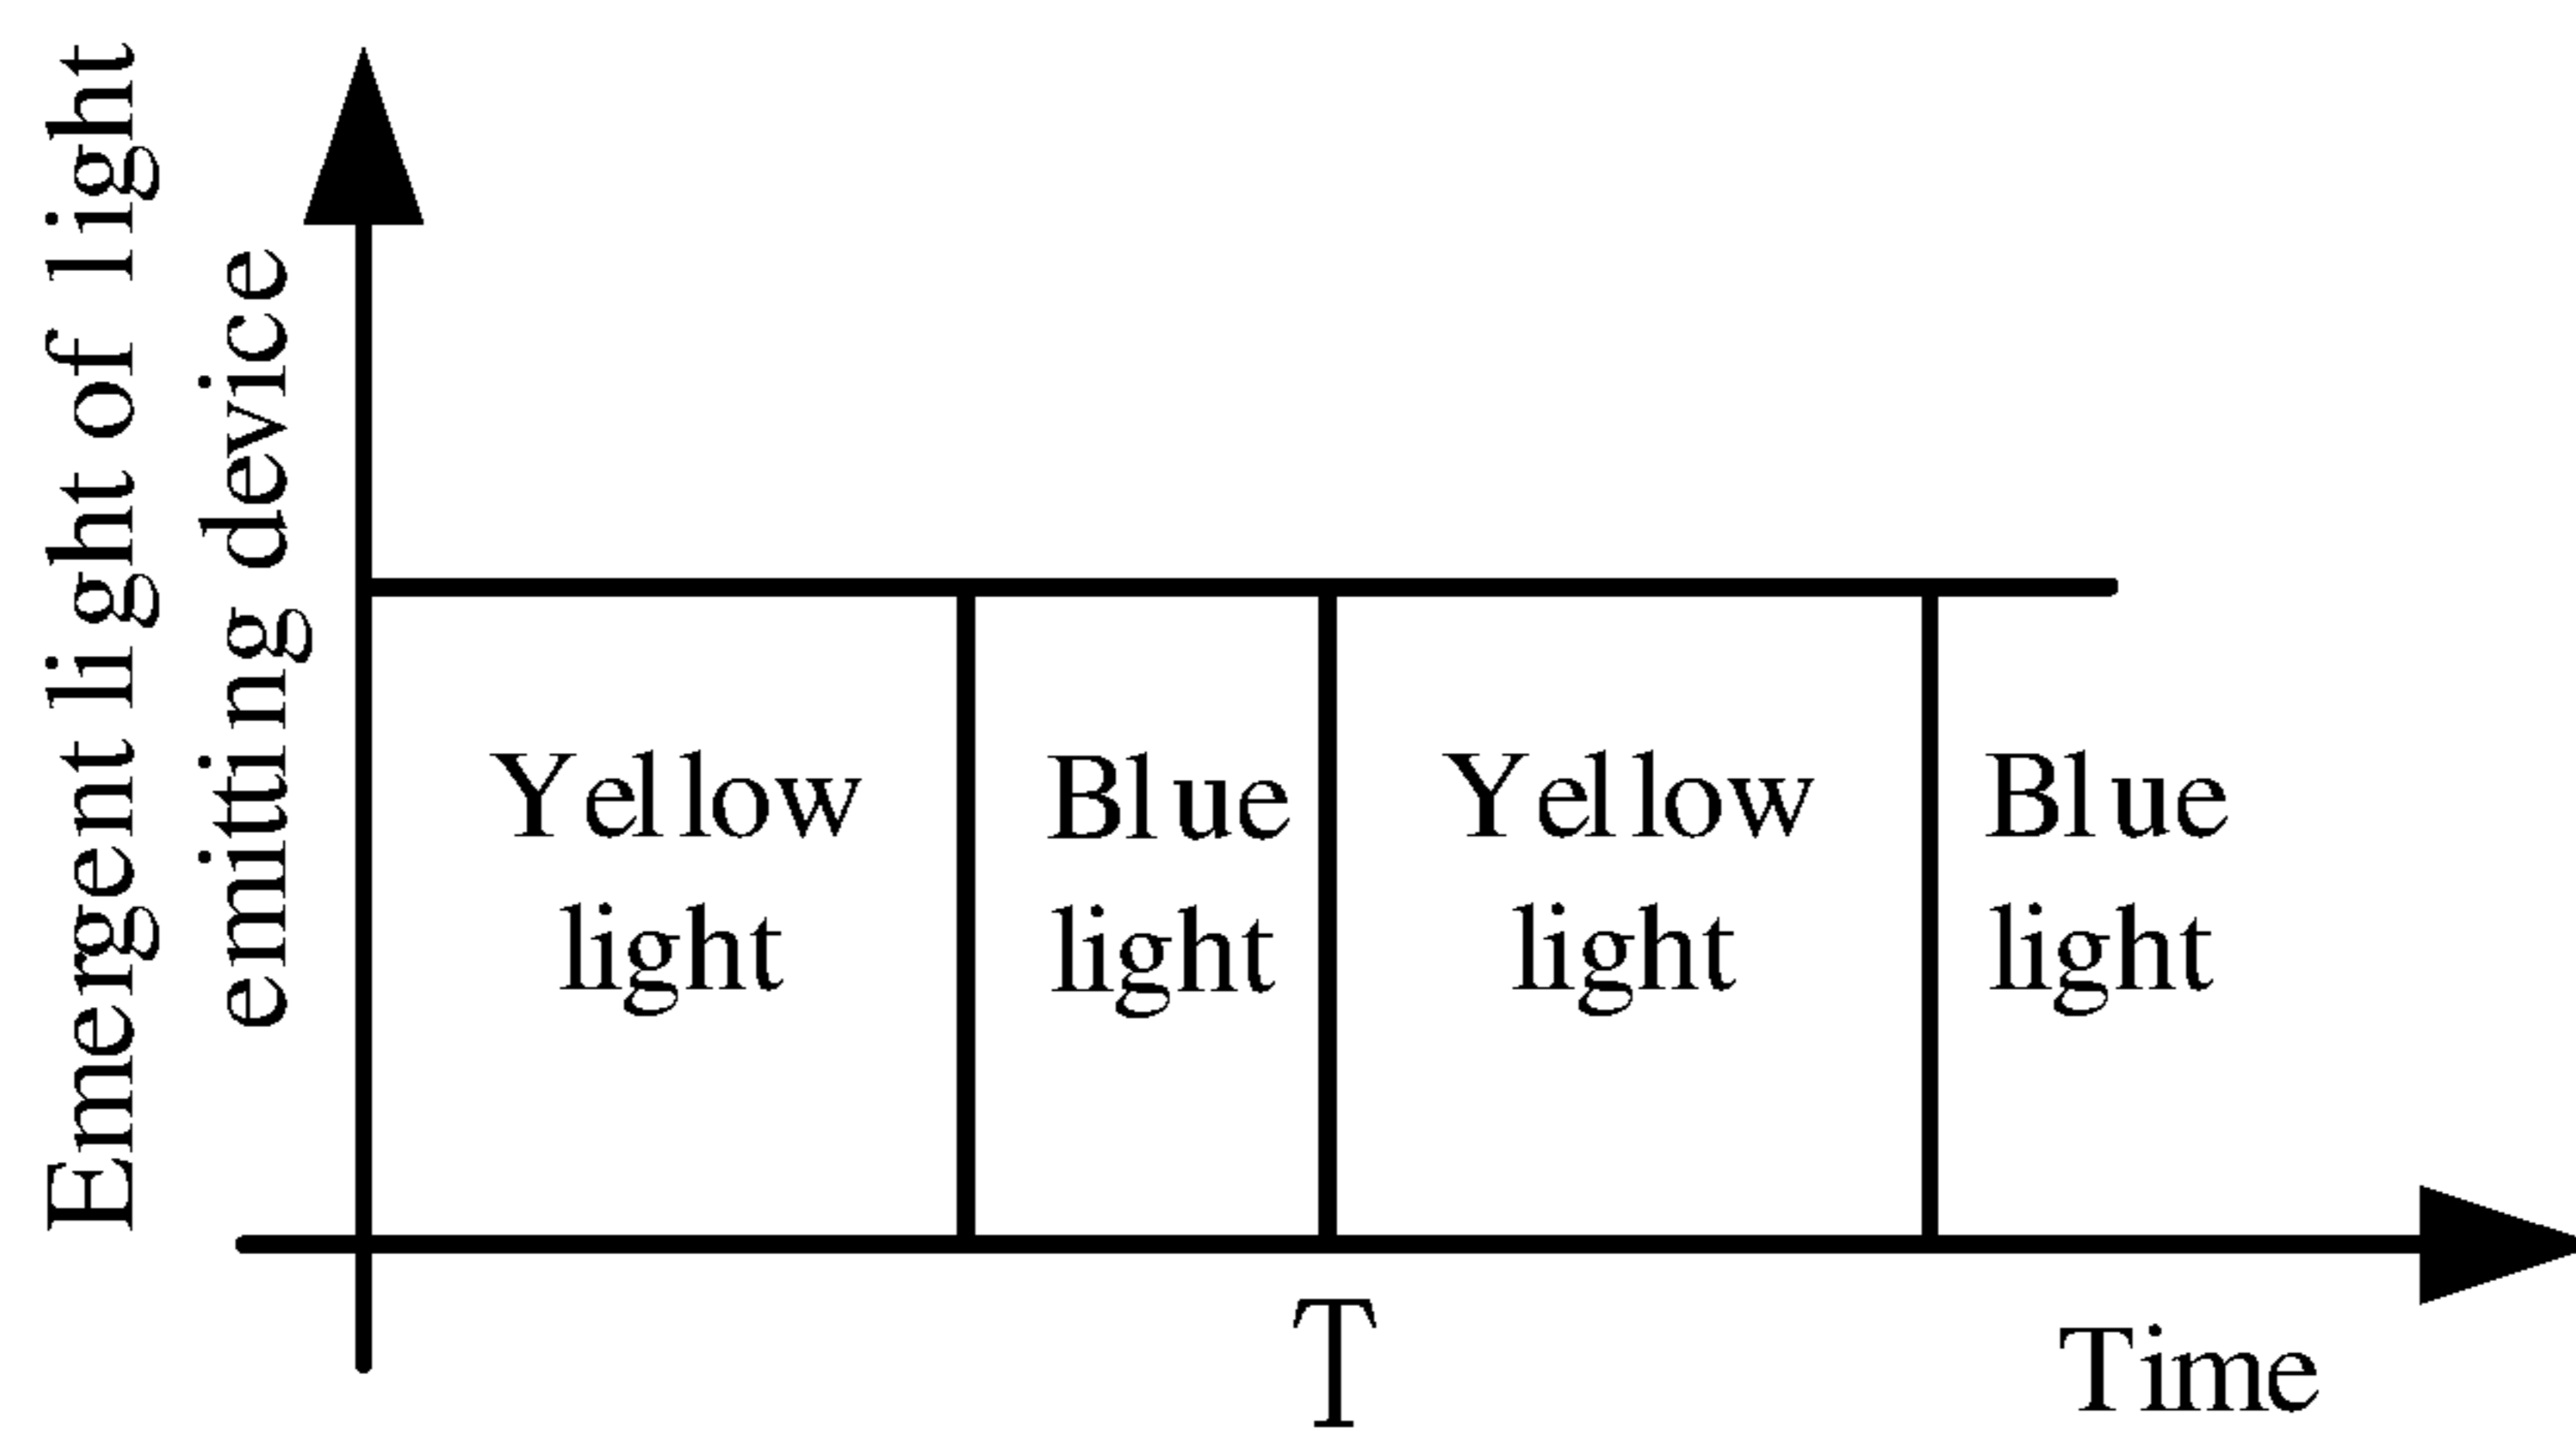 Emergent light of light
emitting device
Yellow
light
Blue
light
Yellow
light
Blue
light
T
Time